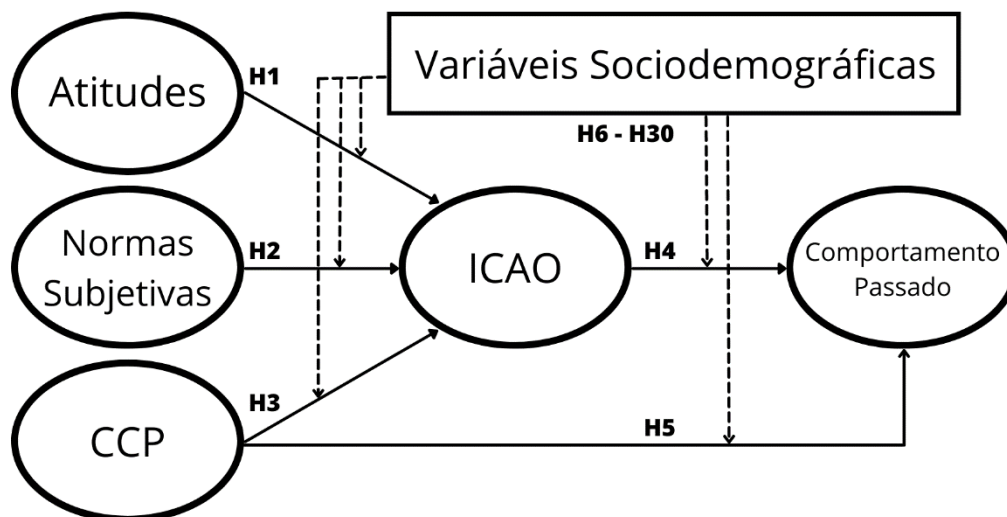 Atitudes
H1
Variáveis Sociodemográficas
H6 - H30
Normas
Subjetivas
H2
ICAO
H4
Comportamento
Passado
H3
CCP
H5